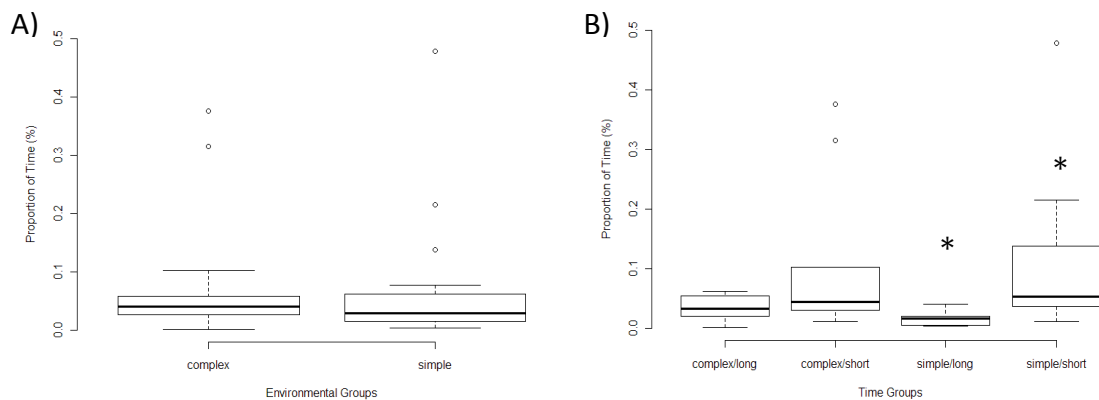 A)
B)
0.5
0.4
0.3
0.2
0.1
0.0
Proportion of Time (%)
complex
simple
Environmental Groups
0.5
0.4
0.3
0.2
0.1
0.0
Proportion of Time (%)
*
*
complex/long
complex/short
simple/long
simple/short
Time Groups